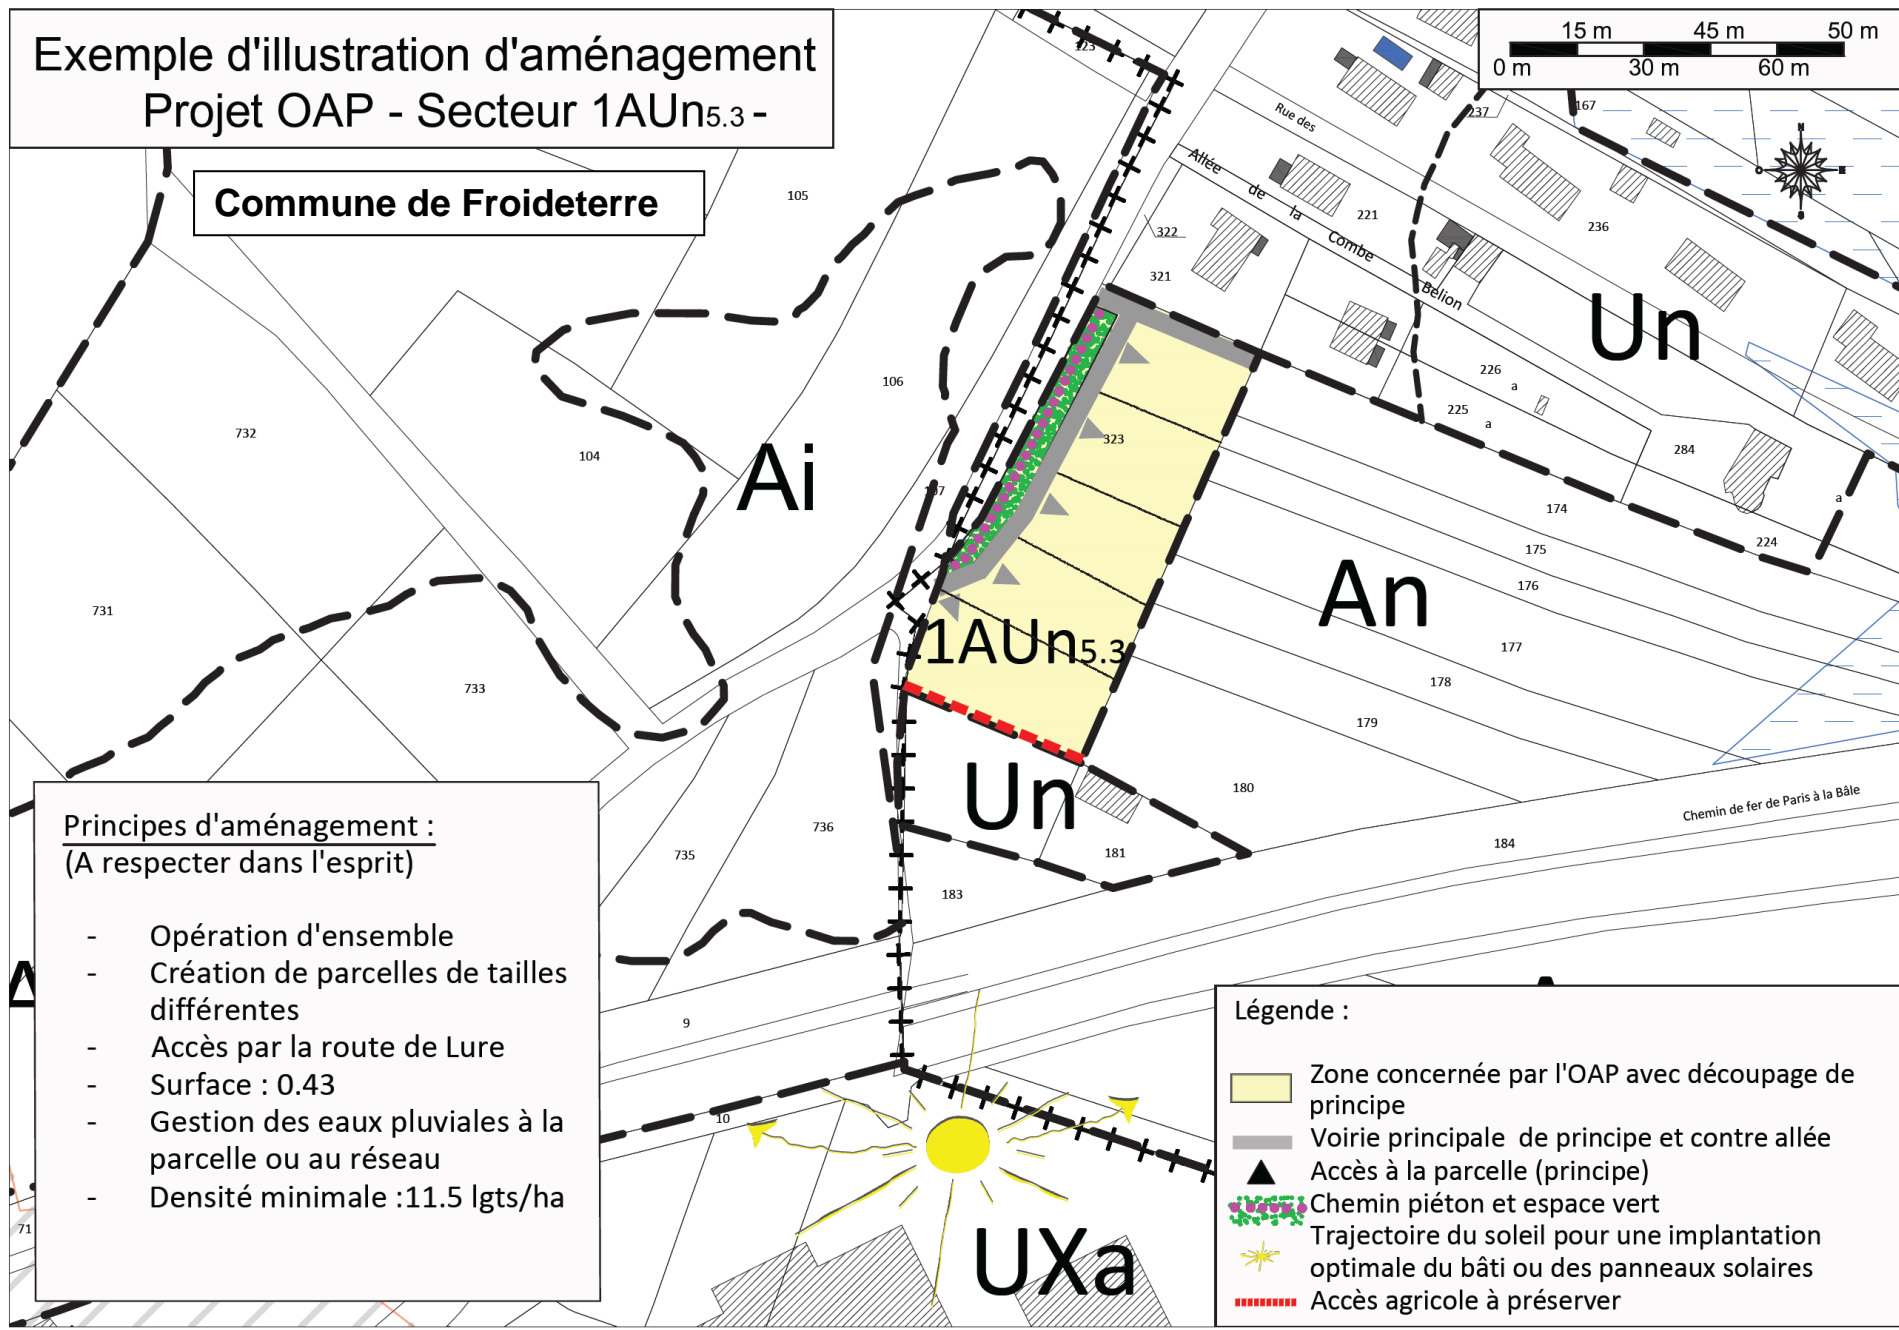 Exemple d'illustration d'aménagement
Projet OAP - Secteur 1AUn5.3 -
Commune de Froideterre
15 m 45 m 50 m
0 m 30 m 60 m
123
167
237
Rue des
Allée de la Combe Belion
105
322
221
236
321
N
E
S
O
Un
106
226
a
225
a
732
104
Ai
323
284
107
174
a
175
224
176
An
731
1AUn5.3
177
733
178
179
Un
180
736
Chemin de fer de Paris à la Bâle
735
181
184
183
9
10
71
UXa
Principes d'aménagement :
(A respecter dans l'esprit)
- Opération d'ensemble
- Création de parcelles de tailles
différentes
- Accès par la route de Lure
- Surface : 0.43
- Gestion des eaux pluviales à la
parcelle ou au réseau
- Densité minimale :11.5 lgts/ha
Légende :
Zone concernée par l'OAP avec découpage de
principe
Voirie principale de principe et contre allée
Accès à la parcelle (principe)
Chemin piéton et espace vert
Trajectoire du soleil pour une implantation
optimale du bâti ou des panneaux solaires
Accès agricole à préserver